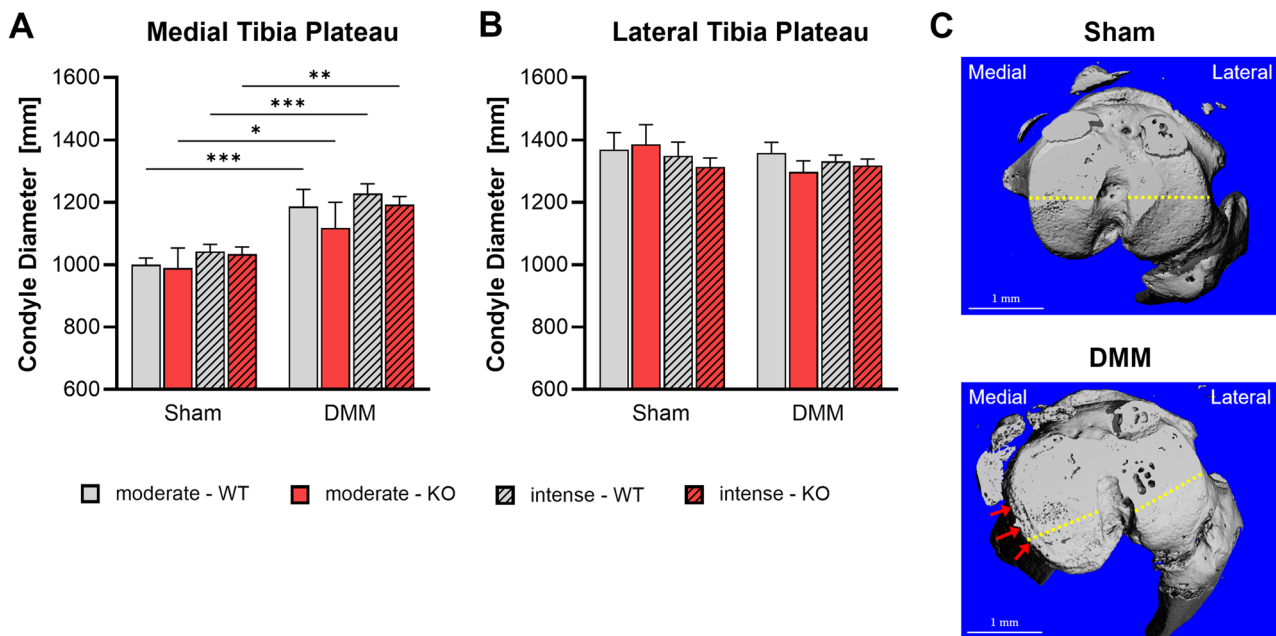 A
Medial Tibia Plateau
Condyle Diameter [mm]
1600
1400
1200
1000
800
600
**
***
*
***
Sham
DMM
B
Lateral Tibia Plateau
Condyle Diameter [mm]
1600
1400
1200
1000
800
600
Sham
DMM
moderate - WT
moderate - KO
intense - WT
intense - KO
C
Sham
Medial
Lateral
1 mm
DMM
Medial
Lateral
1 mm